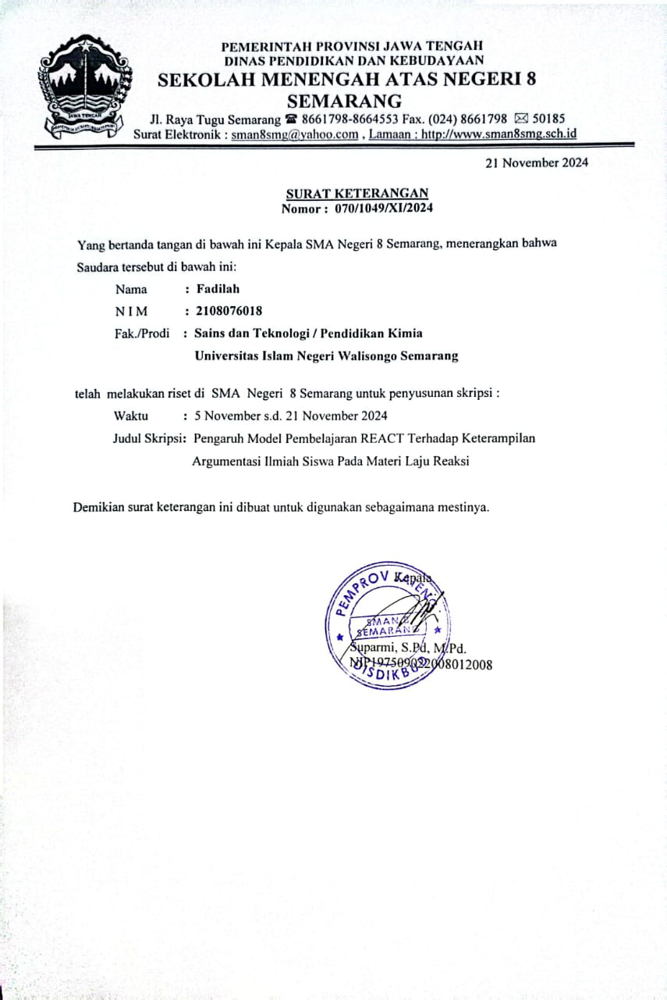 PEMERINTAH PROVINSI JAWA TENGAH
DINAS PENDIDIKAN DAN KEBUDAYAAN
SEKOLAH MENENGAH ATAS NEGERI 8
SEMARANG
Jl. Raya Tugu Semarang ☎ 8661798-8664553 Fax. (024) 8661798 ✉ 50185
Surat Elektronik : sman8smg@yahoo.com , Lamaan : http://www.sman8smg.sch.id
JAWA TENGAH
21 November 2024
SURAT KETERANGAN
Nomor : 070/1049/XI/2024
Yang bertanda tangan di bawah ini Kepala SMA Negeri 8 Semarang, menerangkan bahwa
Saudara tersebut di bawah ini:
Nama : Fadilah
N I M : 2108076018
Fak./Prodi : Sains dan Teknologi / Pendidikan Kimia
Universitas Islam Negeri Walisongo Semarang
telah melakukan riset di SMA Negeri 8 Semarang untuk penyusunan skripsi :
Waktu : 5 November s.d. 21 November 2024
Judul Skripsi: Pengaruh Model Pembelajaran REACT Terhadap Keterampilan
Argumentasi Ilmiah Siswa Pada Materi Laju Reaksi
Demikian surat keterangan ini dibuat untuk digunakan sebagaimana mestinya.
Kepala
PEMPROV JATENG
SMAN 8
SEMARANG
DISDIKBUD
Suparmi, S.Pd, M.Pd.
NIP197509022008012008